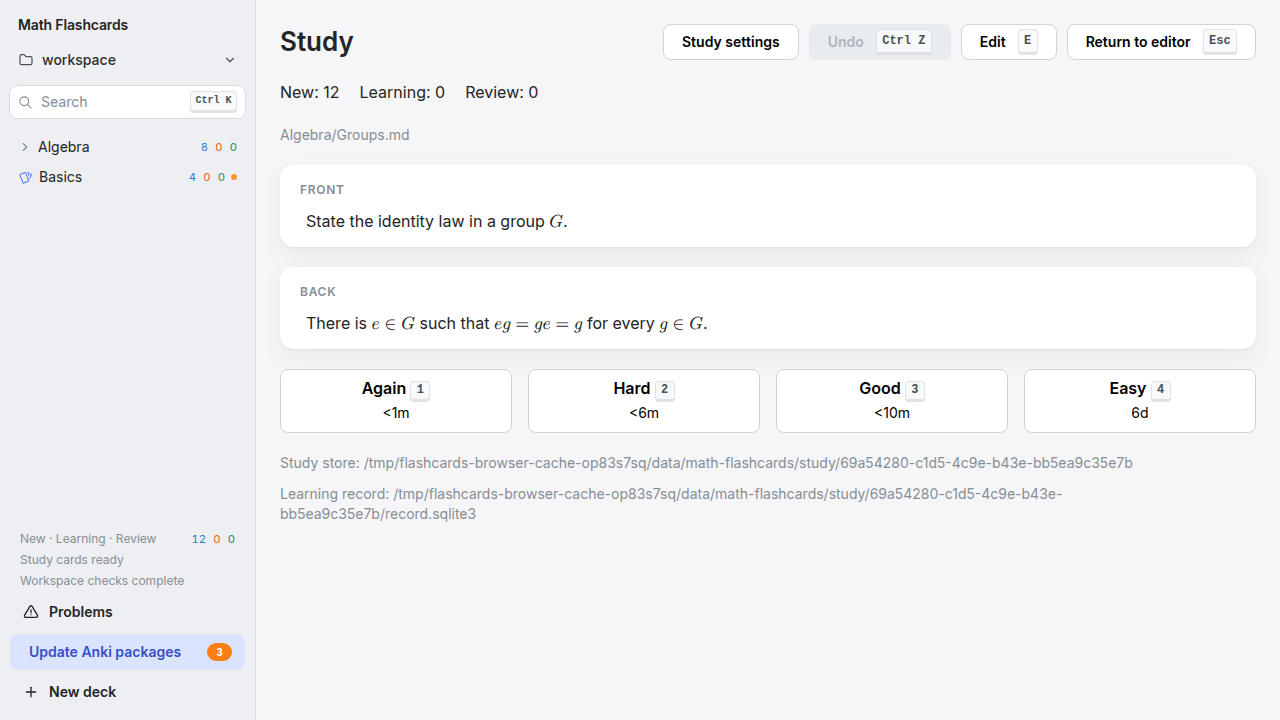 Math Flashcards
workspace
Search Ctrl K
Algebra 8 0 0
Basics 4 0 0
New · Learning · Review 12 0 0
Study cards ready
Workspace checks complete
Problems
Update Anki packages 3
New deck
Study
Study settings
Undo Ctrl Z
Edit E
Return to editor Esc
New: 12 Learning: 0 Review: 0
Algebra/Groups.md
FRONT
State the identity law in a group G.
BACK
There is e ∈ G such that eg = ge = g for every g ∈ G.
Again 1
<1m
Hard 2
<6m
Good 3
<10m
Easy 4
6d
Study store: /tmp/flashcards-browser-cache-op83s7sq/data/math-flashcards/study/69a54280-c1d5-4c9e-b43e-bb5ea9c35e7b
Learning record: /tmp/flashcards-browser-cache-op83s7sq/data/math-flashcards/study/69a54280-c1d5-4c9e-b43e-
bb5ea9c35e7b/record.sqlite3